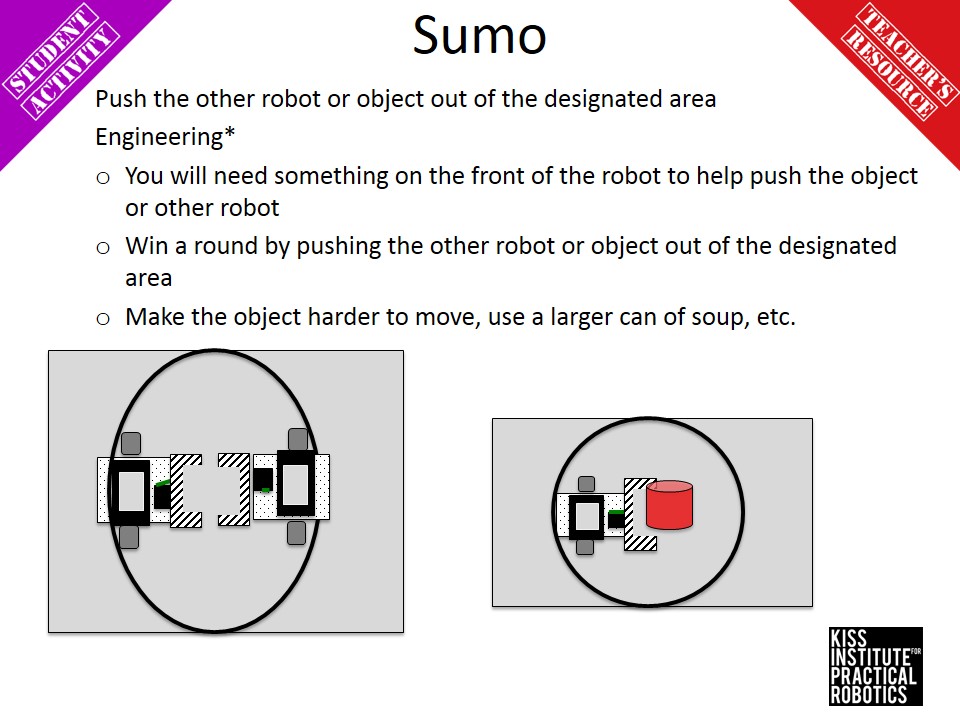 STUDENT
ACTIVITY
Sumo
TEACHER'S
RESOURCE
Push the other robot or object out of the designated area
Engineering*
o You will need something on the front of the robot to help push the object
or other robot
o Win a round by pushing the other robot or object out of the designated
area
o Make the object harder to move, use a larger can of soup, etc.
KISS
INSTITUTE FOR
PRACTICAL
ROBOTICS